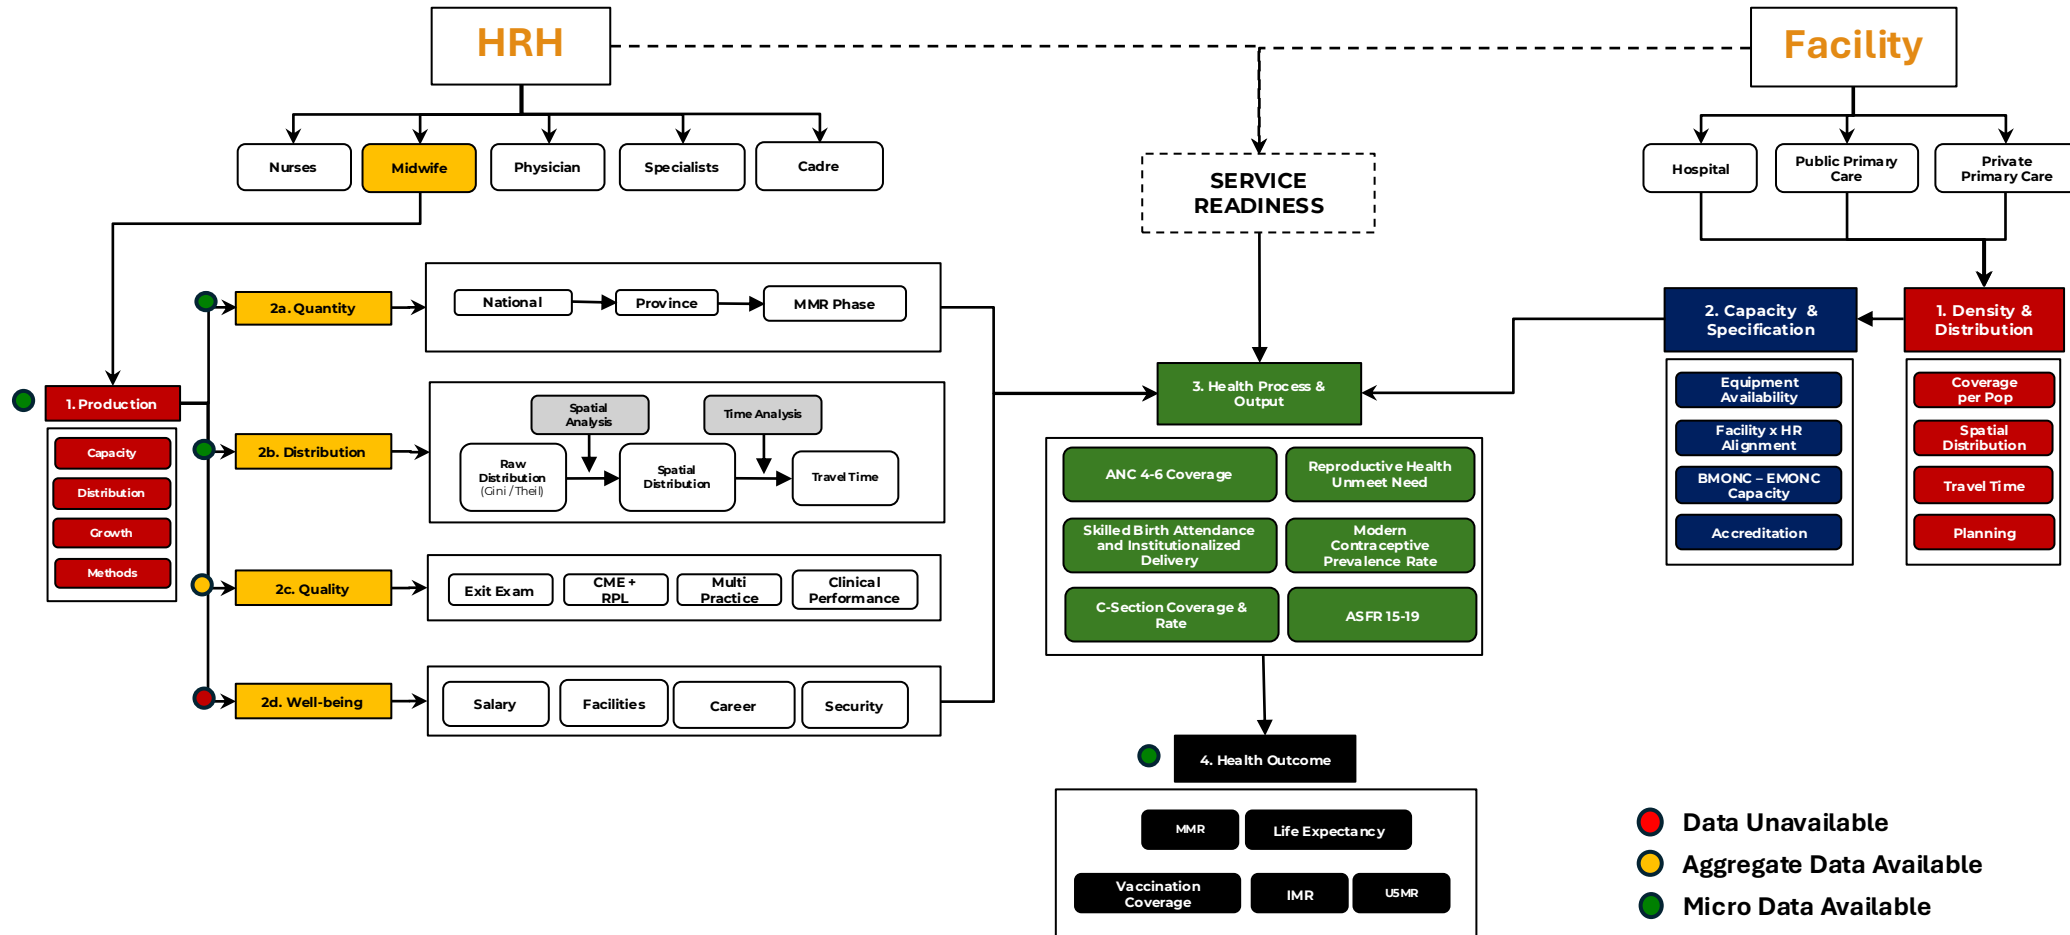 HRH
Facility
Nurses
Midwife
Physician
Specialists
Cadre
SERVICE
READINESS
Hospital
Public Primary
Care
Private
Primary Care
2a. Quantity
National
Province
MMR Phase
2. Capacity &
Specification
1. Density &
Distribution
1. Production
Capacity
Distribution
Growth
Methods
2b. Distribution
Spatial
Analysis
Time Analysis
Raw
Distribution
(Gini / Theil)
Spatial
Distribution
Travel Time
2c. Quality
Exit Exam
CME +
RPL
Multi
Practice
Clinical
Performance
2d. Well-being
Salary
Facilities
Career
Security
3. Health Process &
Output
ANC 4-6 Coverage
Reproductive Health
Unmeet Need
Skilled Birth Attendance
and Institutionalized
Delivery
Modern
Contraceptive
Prevalence Rate
C-Section Coverage &
Rate
ASFR 15-19
Equipment
Availability
Facility x HR
Alignment
BMONC – EMONC
Capacity
Accreditation
Coverage
per Pop
Spatial
Distribution
Travel Time
Planning
4. Health Outcome
MMR
Life Expectancy
Vaccination
Coverage
IMR
U5MR
Data Unavailable
Aggregate Data Available
Micro Data Available